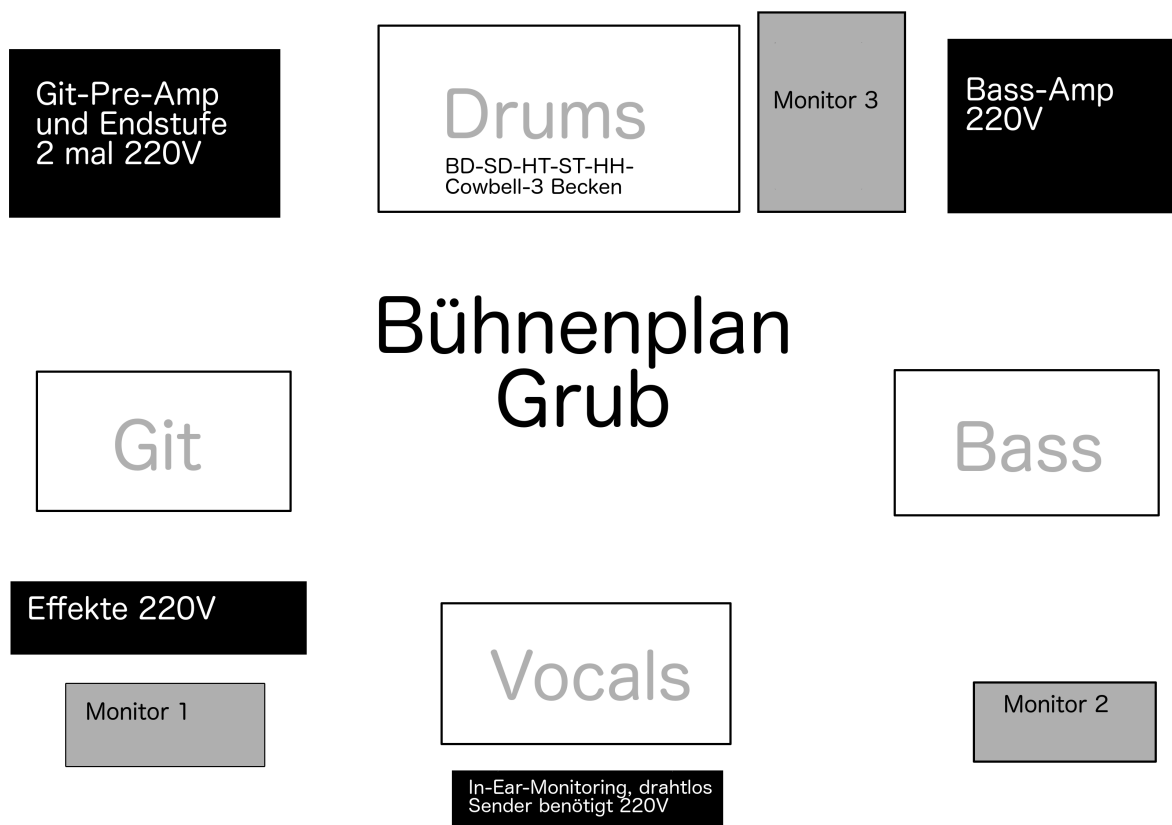 Git-Pre-Amp
und Endstufe
2 mal 220V
Drums
BD-SD-HT-ST-HH-
Cowbell-3 Becken
Monitor 3
Bass-Amp
220V
Bühnenplan
Grub
Git
Bass
Effekte 220V
Vocals
Monitor 1
Monitor 2
In-Ear-Monitoring, drahtlos
Sender benötigt 220V